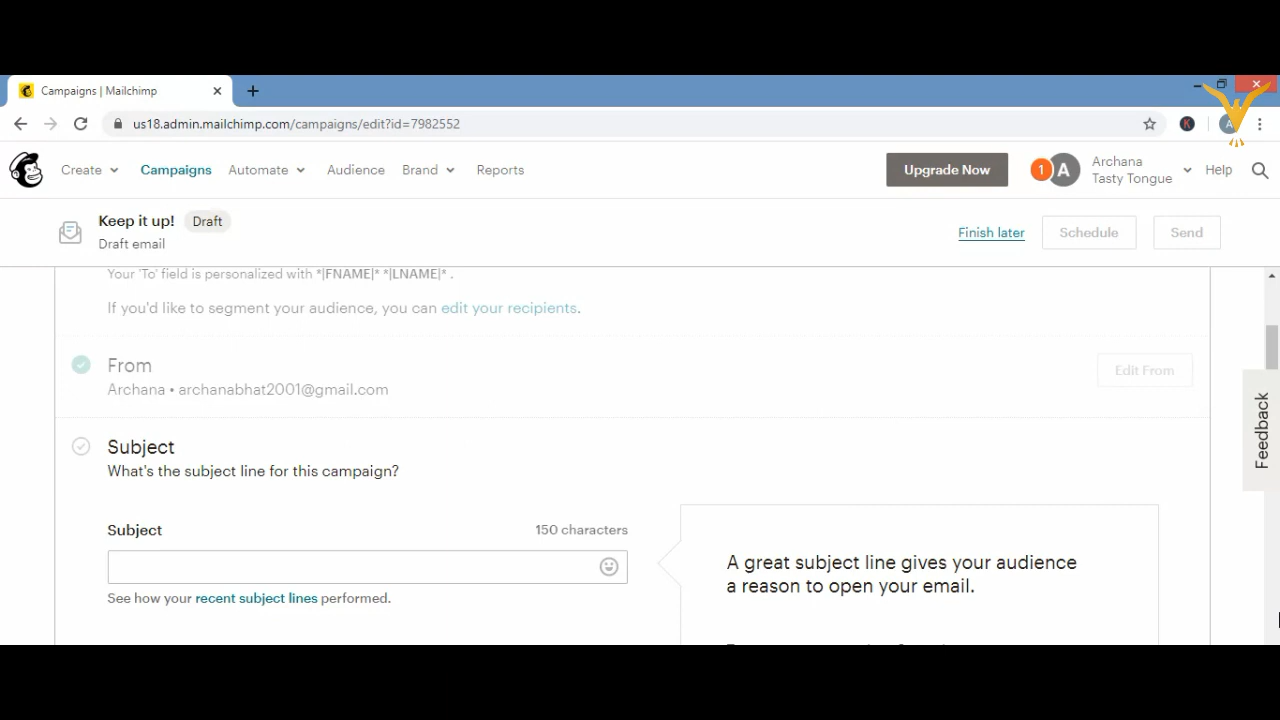 Campaigns | Mailchimp
us18.admin.mailchimp.com/campaigns/edit?id=7982552
K
A
Create Campaigns Automate Audience Brand Reports Upgrade Now 1 A Archana Help
Tasty Tongue
Keep it up! Draft
Draft email
Finish later Schedule Send
Your 'To' field is personalized with *|FNAME|* *|LNAME|* .
If you'd like to segment your audience, you can edit your recipients.
From
Archana • archanabhat2001@gmail.com
Edit From
Feedback
Subject
What's the subject line for this campaign?
Subject 150 characters
See how your recent subject lines performed.
A great subject line gives your audience
a reason to open your email.